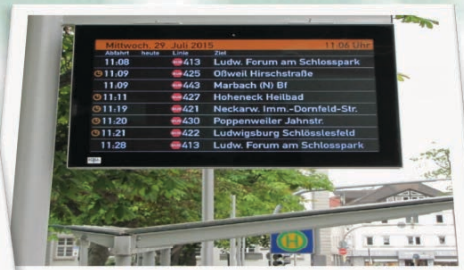 Mittwoch, 29. Juli 2015 11:06 Uhr
Abfahrt heute Linie Ziel
11:08 413 Ludw. Forum am Schlosspark
11:09 425 Oßweil Hirschstraße
11:09 443 Marbach (N) Bf
11:11 427 Hoheneck Heilbad
11:19 421 Neckarw. Imm.-Dornfeld-Str.
11:20 430 Poppenweiler Jahnstr.
11:21 422 Ludwigsburg Schlösslesfeld
11:28 413 Ludw. Forum am Schlosspark
H